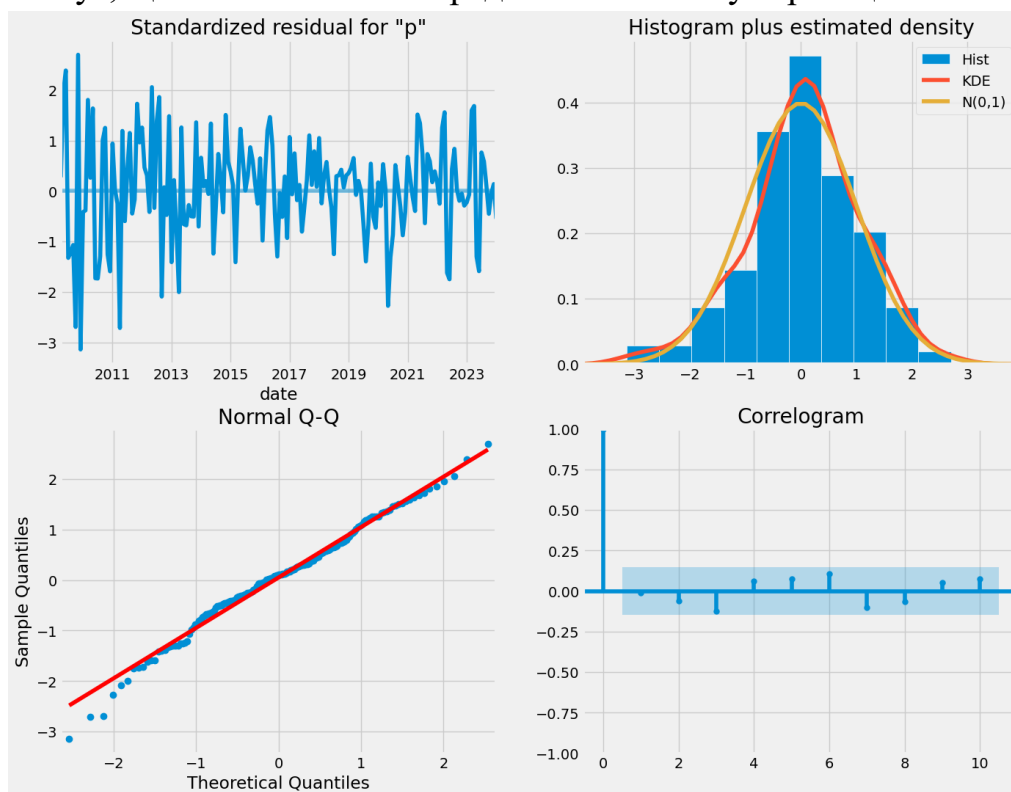 Standardized residual for "p"
2
1
0
−1
−2
−3
2011 2013 2015 2017 2019 2021 2023
date
Histogram plus estimated density
Hist
KDE
N(0,1)
0.4
0.3
0.2
0.1
0.0
−3 −2 −1 0 1 2 3
Normal Q-Q
Sample Quantiles
2
1
0
−1
−2
−3
−2 −1 0 1 2
Theoretical Quantiles
Correlogram
1.00
0.75
0.50
0.25
0.00
−0.25
−0.50
−0.75
−1.00
0 2 4 6 8 10